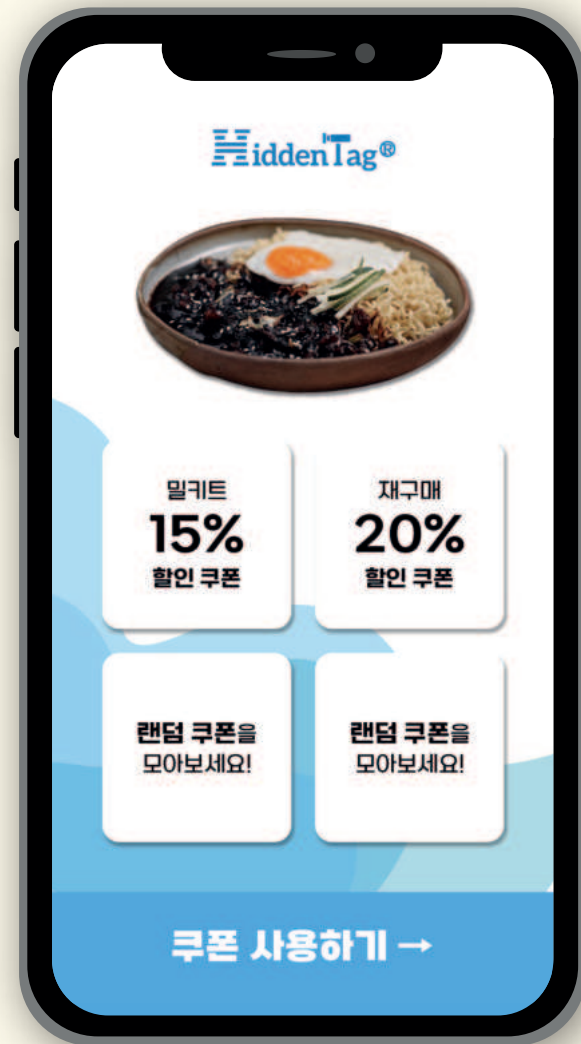 HiddenTag®
밀키트
15%
할인 쿠폰
재구매
20%
할인 쿠폰
랜덤 쿠폰을
모아보세요!
랜덤 쿠폰을
모아보세요!
쿠폰 사용하기 →